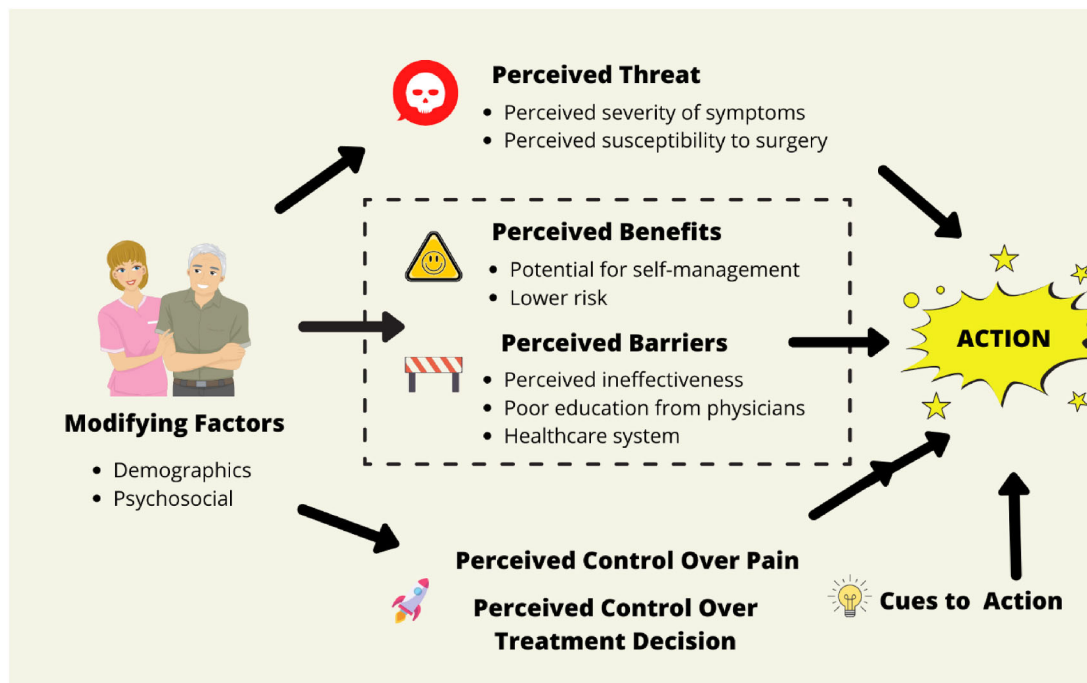 Perceived Threat
• Perceived severity of symptoms
• Perceived susceptibility to surgery
Perceived Benefits
• Potential for self-management
• Lower risk
Perceived Barriers
• Perceived ineffectiveness
• Poor education from physicians
• Healthcare system
ACTION
Modifying Factors
• Demographics
• Psychosocial
Perceived Control Over Pain
Perceived Control Over
Treatment Decision
Cues to Action